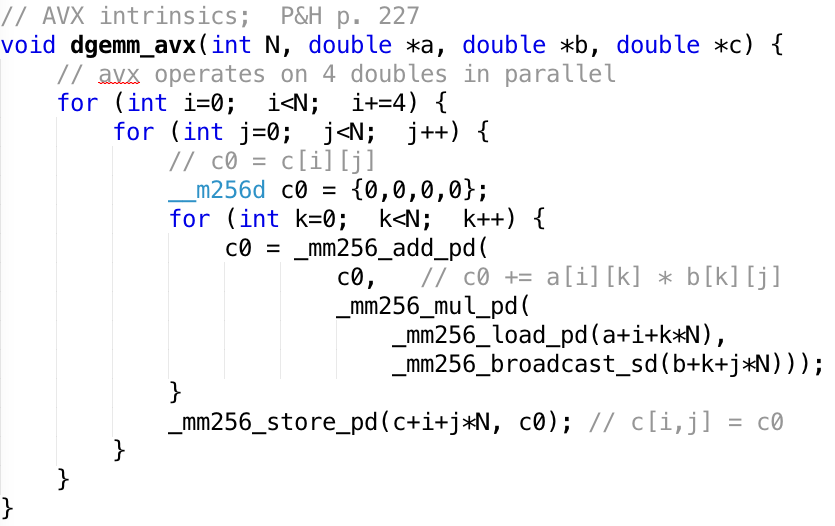 // AVX intrinsics;  P&H p. 227
void dgemm_avx(int N, double *a, double *b, double *c) {
    // avx operates on 4 doubles in parallel
    for (int i=0;  i<N;  i+=4) {
        for (int j=0;  j<N;  j++) {
            // c0 = c[i][j]
            __m256d c0 = {0,0,0,0};
            for (int k=0;  k<N;  k++) {
                c0 = _mm256_add_pd(
                        c0,   // c0 += a[i][k] * b[k][j]
                        _mm256_mul_pd(
                            _mm256_load_pd(a+i+k*N),
                            _mm256_broadcast_sd(b+k+j*N)));
            }
            _mm256_store_pd(c+i+j*N, c0); // c[i,j] = c0
        }
    }
}